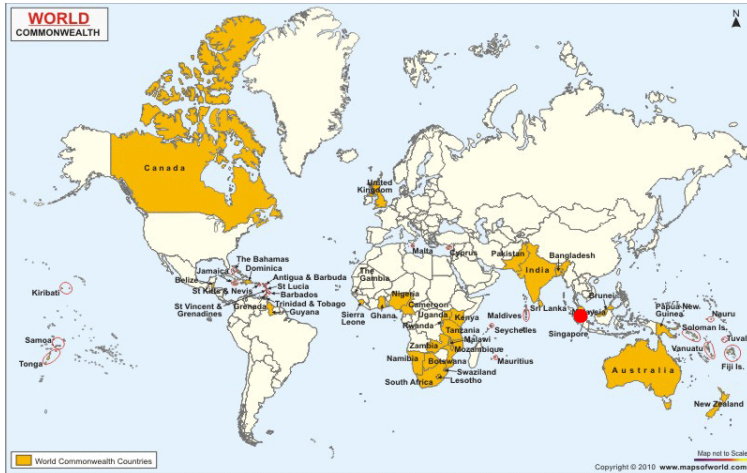 WORLD
COMMONWEALTH
N
Canada
United
Kingdom
Malta
Cyprus
Pakistan
Bangladesh
India
The Bahamas
Jamaica
Dominica
Belize
Antigua & Barbuda
St Kitts & Nevis
St Lucia
Barbados
St Vincent &
Grenadines
Grenada
Trinidad & Tobago
Guyana
The
Gambia
Sierra
Leone
Ghana
Nigeria
Cameroon
Uganda
Kenya
Rwanda
Tanzania
Malawi
Zambia
Mozambique
Namibia
Botswana
Swaziland
South Africa
Lesotho
Maldives
Seychelles
Mauritius
Sri Lanka
Brunei
Singapore
Papua New
Guinea
Nauru
Soloman Is.
Tuval
Vanuatu
Fiji Is.
Australia
New Zealand
Kiribati
Samoa
Tonga
World Commonwealth Countries
Map not to Scale
Copyright © 2010 www.mapsofworld.com